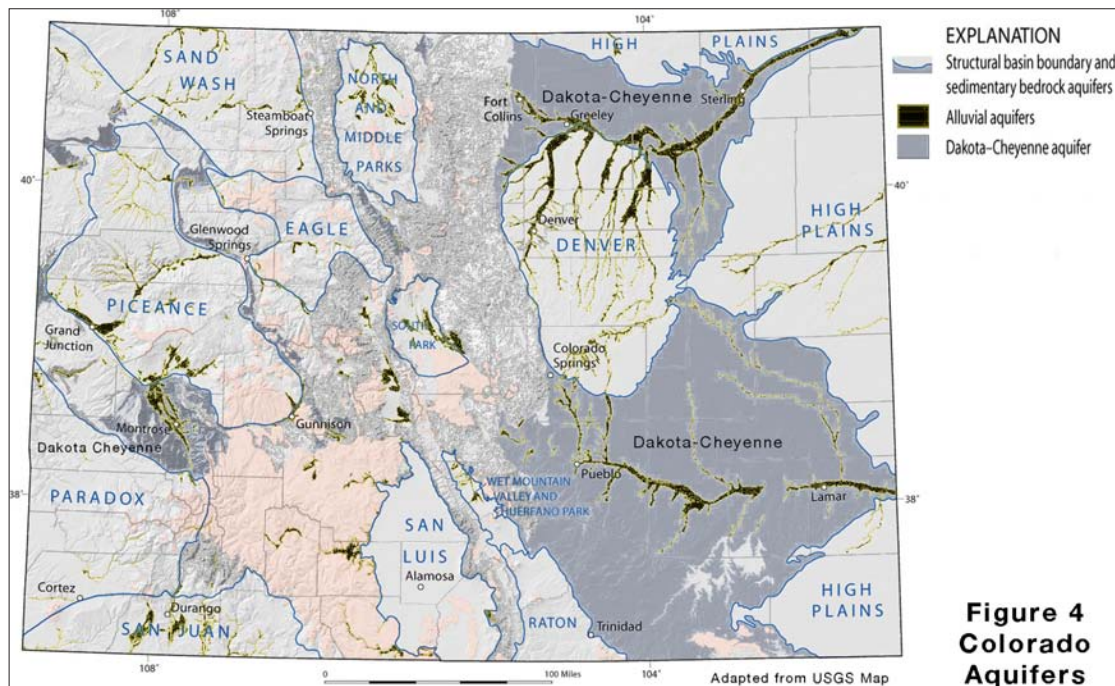 108
104
EXPLANATION
Structural basin boundary and
sedimentary bedrock aquifers
Alluvial aquifers
Dakota–Cheyenne aquifer
SAND
WASH
NORTH
AND
MIDDLE
PARKS
Steamboat
Springs
HIGH PLAINS
Fort
Collins
Dakota-Cheyenne
Greeley
Sterling
40
40
Glenwood
Springs
EAGLE
Denver
DENVER
HIGH
PLAINS
PICEANCE
Grand
Junction
SOUTH
PARK
Colorado
Springs
Montrose
Gunnison
Dakota Cheyenne
Dakota-Cheyenne
Pueblo
Lamar
38
38
PARADOX
WET MOUNTAIN
VALLEY AND
HUERFANO PARK
SAN
LUIS
Alamosa
Cortez
Durango
SAN JUAN
RATON
Trinidad
HIGH
PLAINS
108
104
0 100 Miles
Adapted from USGS Map
Figure 4
Colorado
Aquifers